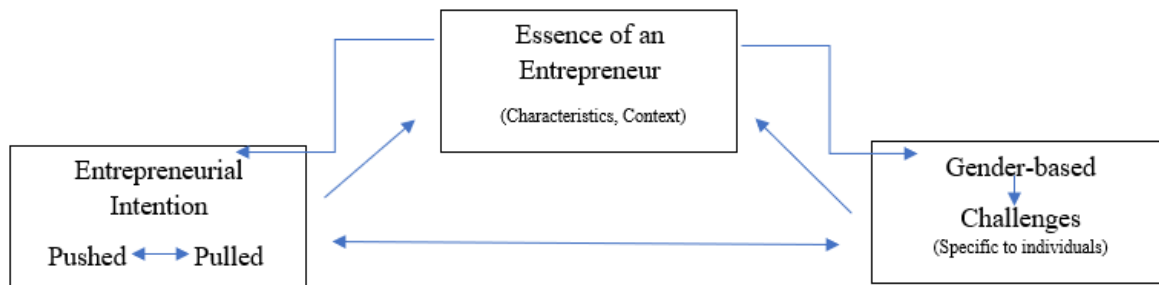 Essence of an
Entrepreneur
(Characteristics, Context)
Entrepreneurial
Intention
Pushed Pulled
Gender-based
Challenges
(Specific to individuals)